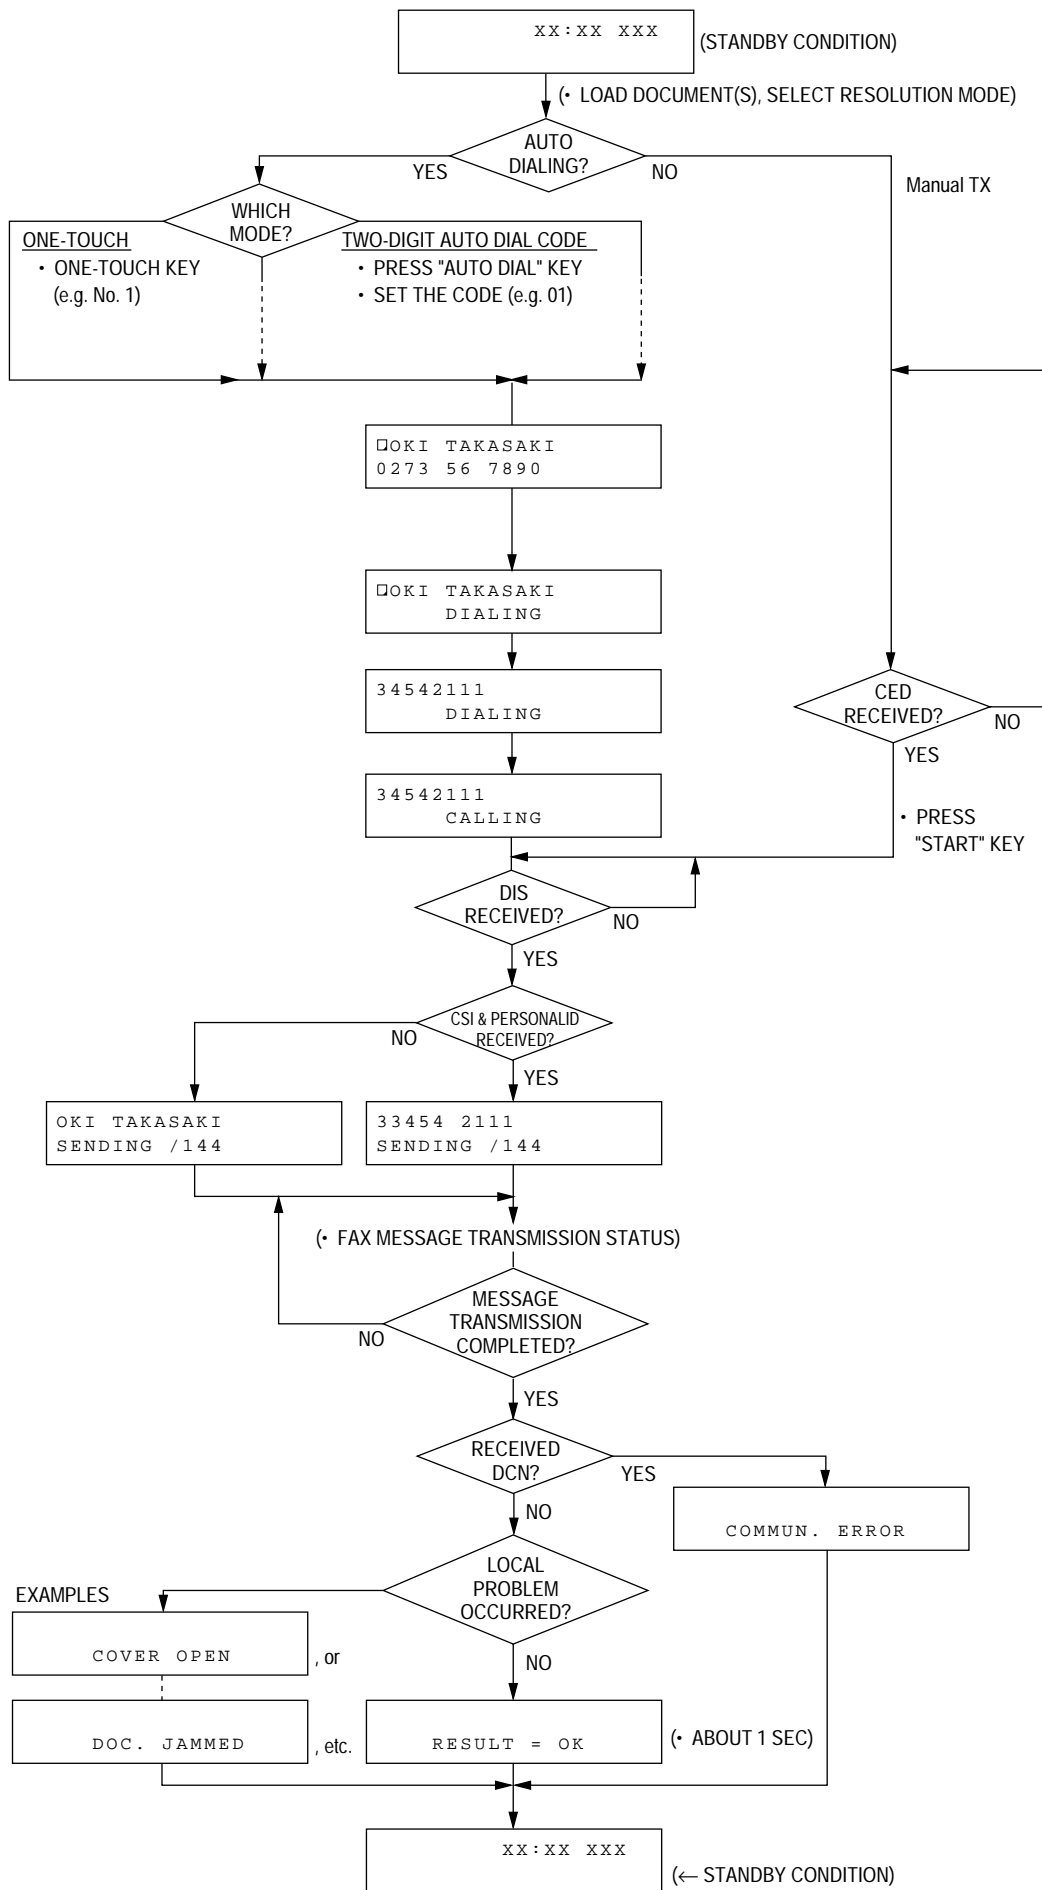 XX:XX XXX
(STANDBY CONDITION)
(• LOAD DOCUMENT(S), SELECT RESOLUTION MODE)
AUTO
DIALING?
YES
NO
Manual TX
WHICH
MODE?
ONE-TOUCH
• ONE-TOUCH KEY
(e.g. No. 1)
TWO-DIGIT AUTO DIAL CODE
• PRESS "AUTO DIAL" KEY
• SET THE CODE (e.g. 01)
OKI TAKASAKI
0273 56 7890
OKI TAKASAKI
DIALING
34542111
DIALING
CED
RECEIVED?
NO
YES
34542111
CALLING
• PRESS
"START" KEY
DIS
RECEIVED?
NO
YES
CSI & PERSONALID
RECEIVED?
NO
YES
OKI TAKASAKI
SENDING /144
33454 2111
SENDING /144
(• FAX MESSAGE TRANSMISSION STATUS)
MESSAGE
TRANSMISSION
COMPLETED?
NO
YES
RECEIVED
DCN?
YES
NO
COMMUN. ERROR
LOCAL
PROBLEM
OCCURRED?
EXAMPLES
COVER OPEN
, or
NO
DOC. JAMMED
, etc.
RESULT = OK
(• ABOUT 1 SEC)
XX:XX XXX
(← STANDBY CONDITION)